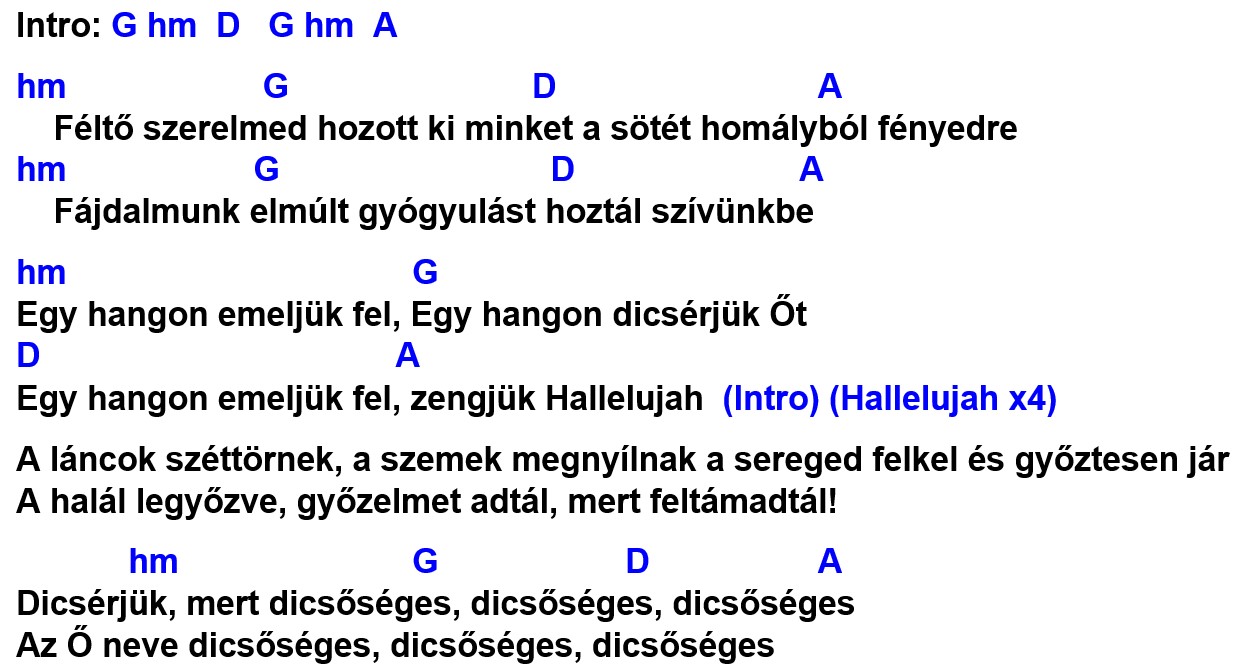 Intro: G hm D G hm A
hm G D A
Féltő szerelmed hozott ki minket a sötét homályból fényedre
hm G D A
Fájdalmunk elmúlt gyógyulást hoztál szívünkbe
hm G
Egy hangon emeljük fel, Egy hangon dicsérjük Őt
D A
Egy hangon emeljük fel, zengjük Hallelujah (Intro) (Hallelujah x4)
A láncok széttörnek, a szemek megnyílnak a sereged felkel és győztesen jár
A halál legyőzve, győzelmet adtál, mert feltámadtál!
hm G D A
Dicsérjük, mert dicsőséges, dicsőséges, dicsőséges
Az Ő neve dicsőséges, dicsőséges, dicsőséges